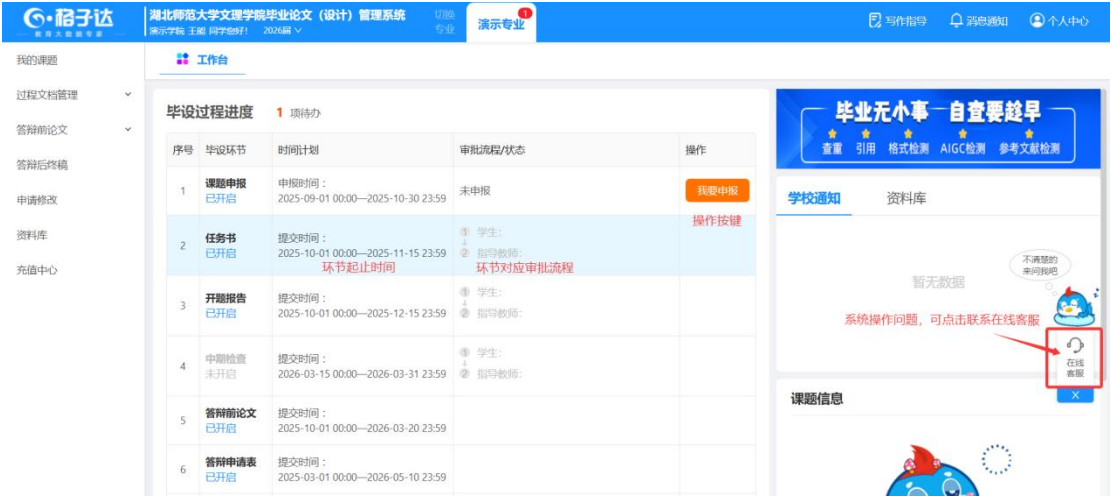 格子达
教育大数据专家
湖北师范大学文理学院毕业论文（设计）管理系统
演示学院 王 同学您好! 2026届
切换
专业
演示专业
1
写作指导
消息通知
个人中心
我的课题
过程文档管理
答辩前论文
答辩后终稿
申请修改
资料库
充值中心
工作台
毕设过程进度 1 项待办
序号 毕设环节 时间计划 审批流程/状态 操作
1 课题申报 申报时间： 未申报 我要申报
已开启 2025-09-01 00:00—2025-10-30 23:59
操作按键
2 任务书 提交时间： ① 学生:
已开启 2025-10-01 00:00—2025-11-15 23:59 ② 指导教师:
环节起止时间 环节对应审批流程
3 开题报告 提交时间： ① 学生:
已开启 2025-10-01 00:00—2025-12-15 23:59 ② 指导教师:
4 中期检查 提交时间： ① 学生:
未开启 2026-03-15 00:00—2026-03-31 23:59 ② 指导教师:
5 答辩前论文 提交时间：
已开启 2025-10-01 00:00—2026-03-20 23:59
6 答辩申请表 提交时间：
已开启 2025-03-01 00:00—2026-05-10 23:59
毕业无小事 自查要趁早
查重 引用 格式检测 AIGC检测 参考文献检测
学校通知 资料库
不清楚的
来问我吧
暂无数据
系统操作问题，可点击联系在线客服
在线
客服
X
课题信息